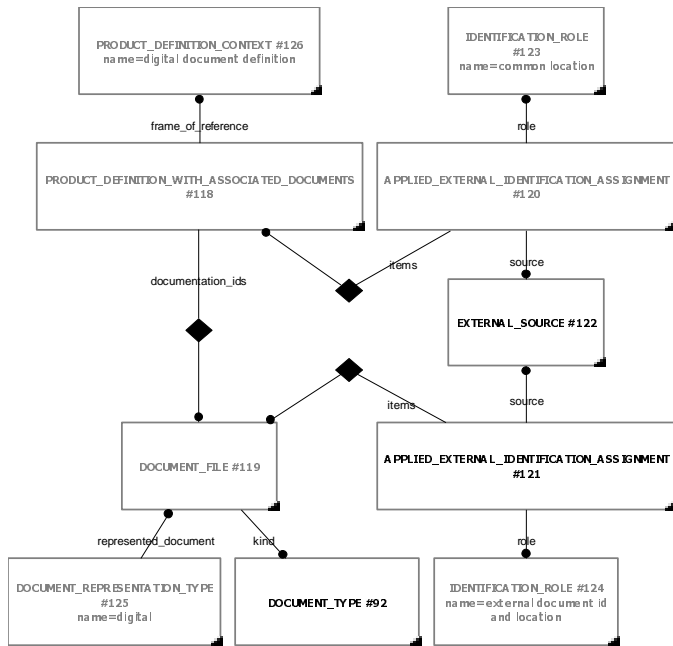 PRODUCT_DEFINITION_CONTEXT #126
name=digital document definition
IDENTIFICATION_ROLE
#123
name=common location
frame_of_reference
role
PRODUCT_DEFINITION_WITH_ASSOCIATED_DOCUMENTS
#118
APPLIED_EXTERNAL_IDENTIFICATION_ASSIGNMENT
#120
documentation_ids
items
source
EXTERNAL_SOURCE #122
items
source
DOCUMENT_FILE #119
APPLIED_EXTERNAL_IDENTIFICATION_ASSIGNMENT
#121
represented_document
kind
role
DOCUMENT_REPRESENTATION_TYPE
#125
name=digital
DOCUMENT_TYPE #92
IDENTIFICATION_ROLE #124
name=external document id
and location